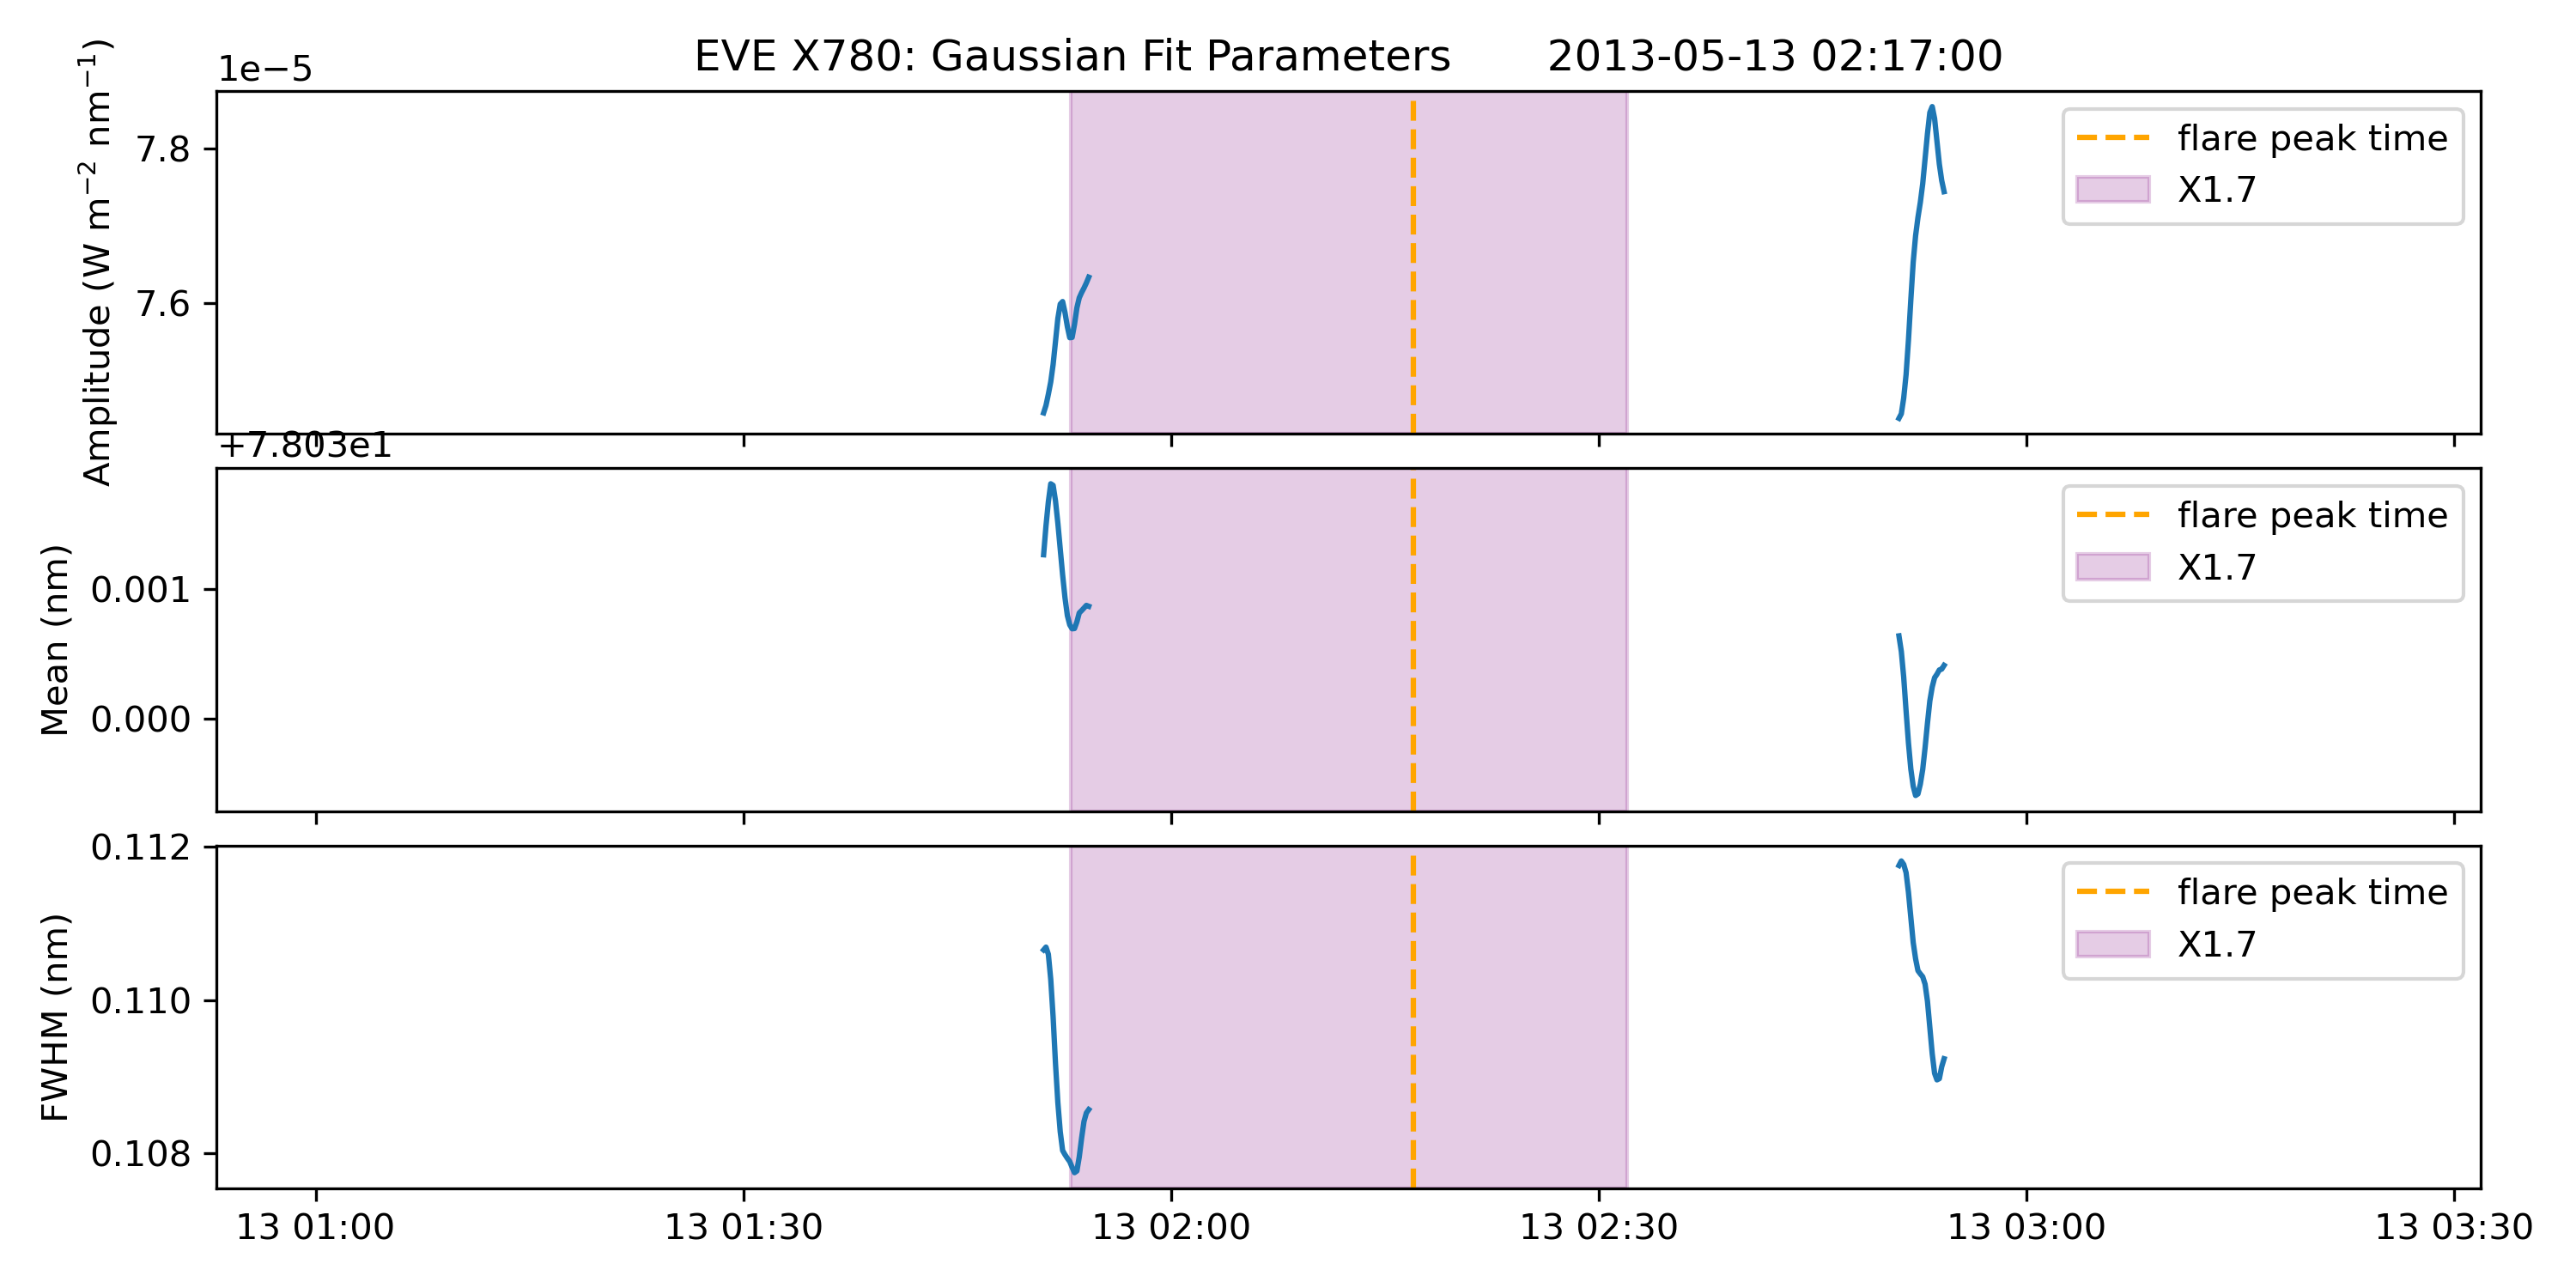 EVE X780: Gaussian Fit Parameters 2013-05-13 02:17:00
1e−5
Amplitude (W m⁻² nm⁻¹)
7.8
7.6
flare peak time
X1.7
+7.803e1
Mean (nm)
0.001
0.000
flare peak time
X1.7
FWHM (nm)
0.112
0.110
0.108
flare peak time
X1.7
13 01:00 13 01:30 13 02:00 13 02:30 13 03:00 13 03:30